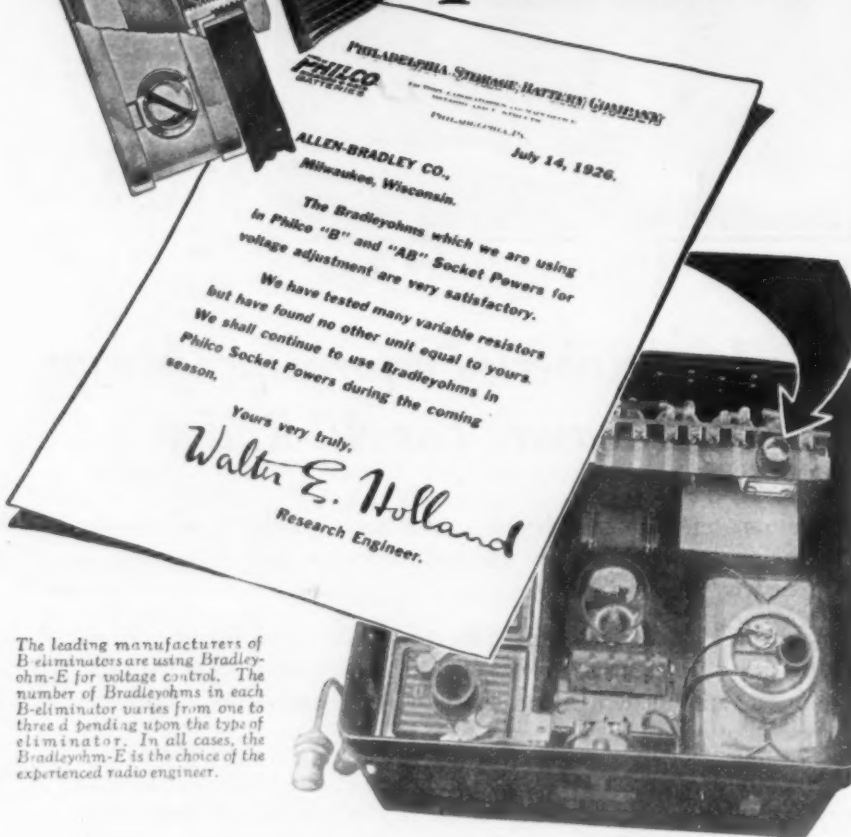 PHILADELPHIA STORAGE BATTERY COMPANY
PHILCO
BATTERIES
PHILADELPHIA, PA.
July 14, 1926.
ALLEN-BRADLEY CO.,
Milwaukee, Wisconsin.
The Bradleyohms which we are using
in Philco "B" and "AB" Socket Powers for
voltage adjustment are very satisfactory.
We have tested many variable resistors
but have found no other unit equal to yours.
We shall continue to use Bradleyohms in
Philco Socket Powers during the coming
season.
Yours very truly,
Walter E. Holland
Research Engineer.
The leading manufacturers of
B-eliminators are using Bradley-
ohm-E for voltage control. The
number of Bradleyohms in each
B-eliminator varies from one to
three d pending upon the type of
eliminator. In all cases, the
Bradleyohm-E is the choice of the
experienced radio engineer.